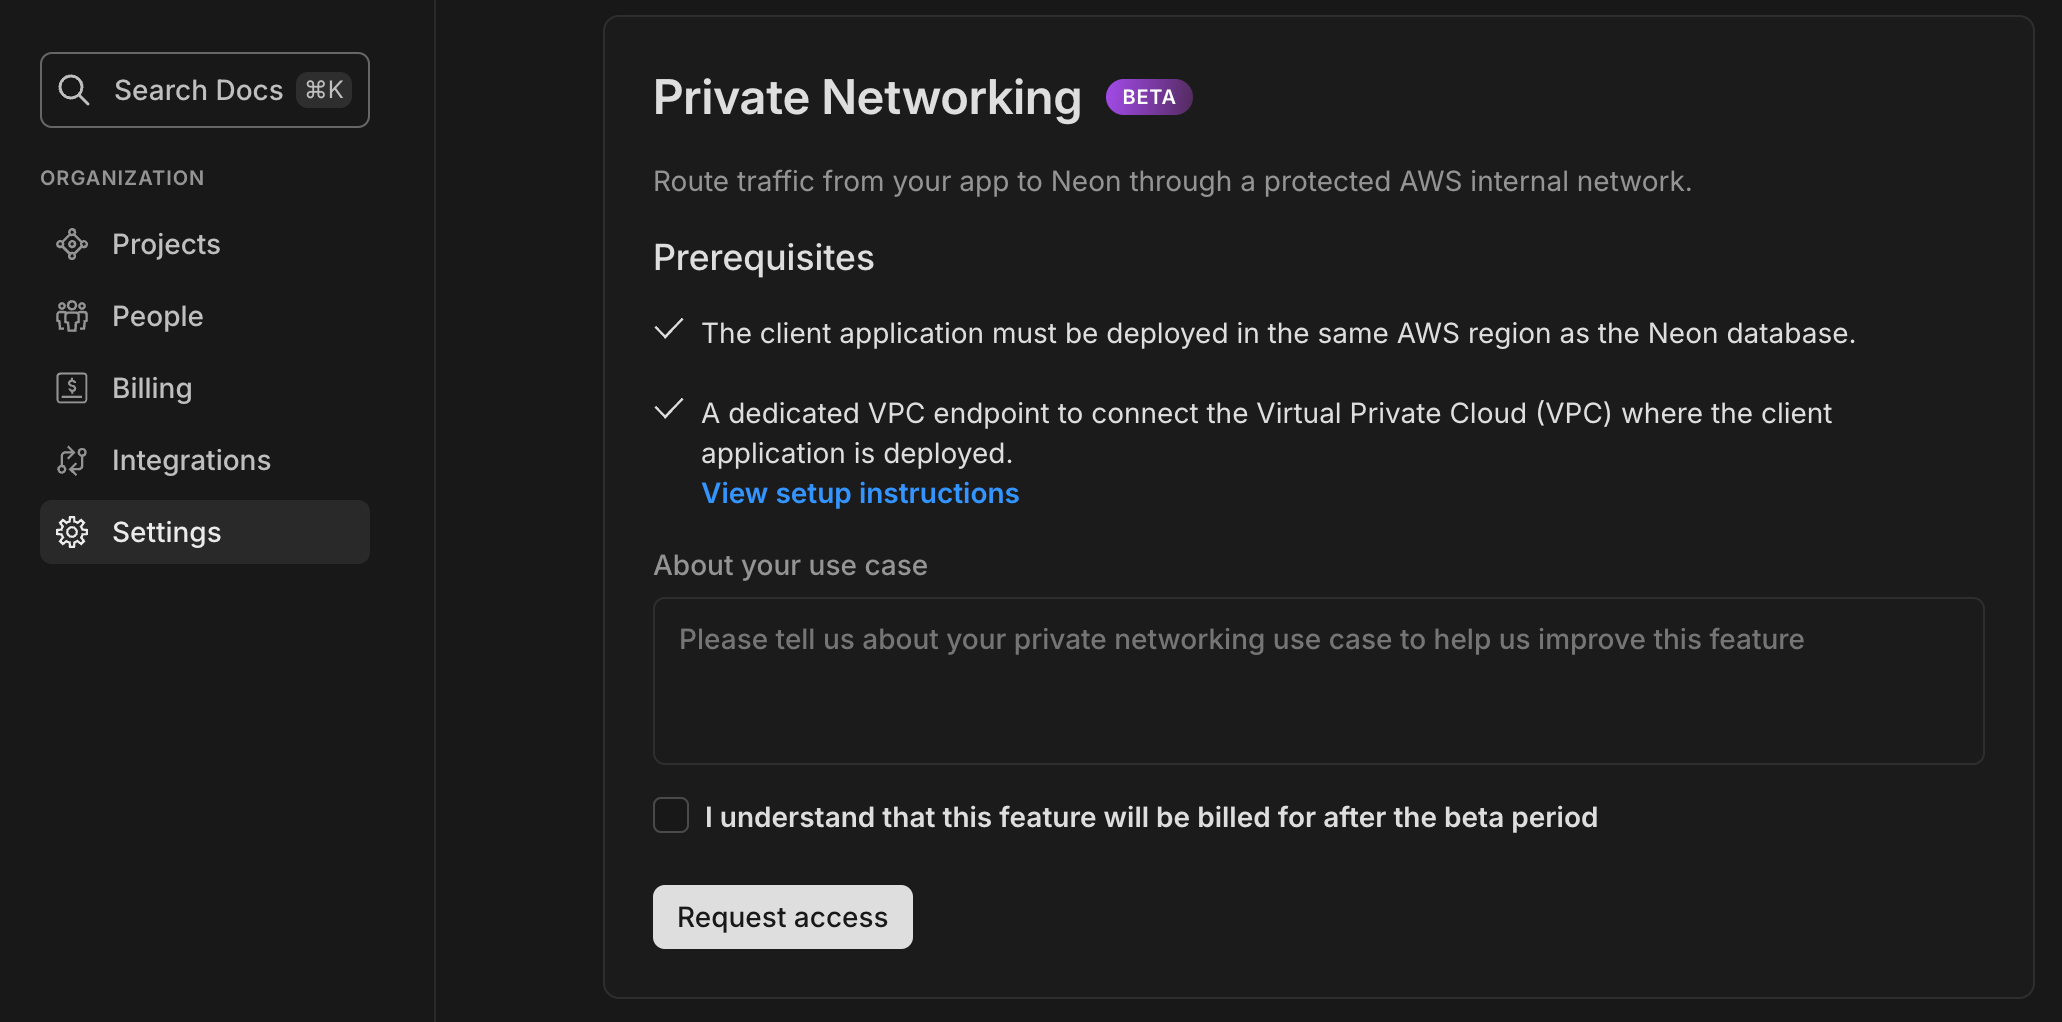 Search Docs ⌘K
ORGANIZATION
Projects
People
Billing
Integrations
Settings
Private Networking BETA
Route traffic from your app to Neon through a protected AWS internal network.
Prerequisites
The client application must be deployed in the same AWS region as the Neon database.
A dedicated VPC endpoint to connect the Virtual Private Cloud (VPC) where the client
application is deployed.
View setup instructions
About your use case
Please tell us about your private networking use case to help us improve this feature
I understand that this feature will be billed for after the beta period
Request access